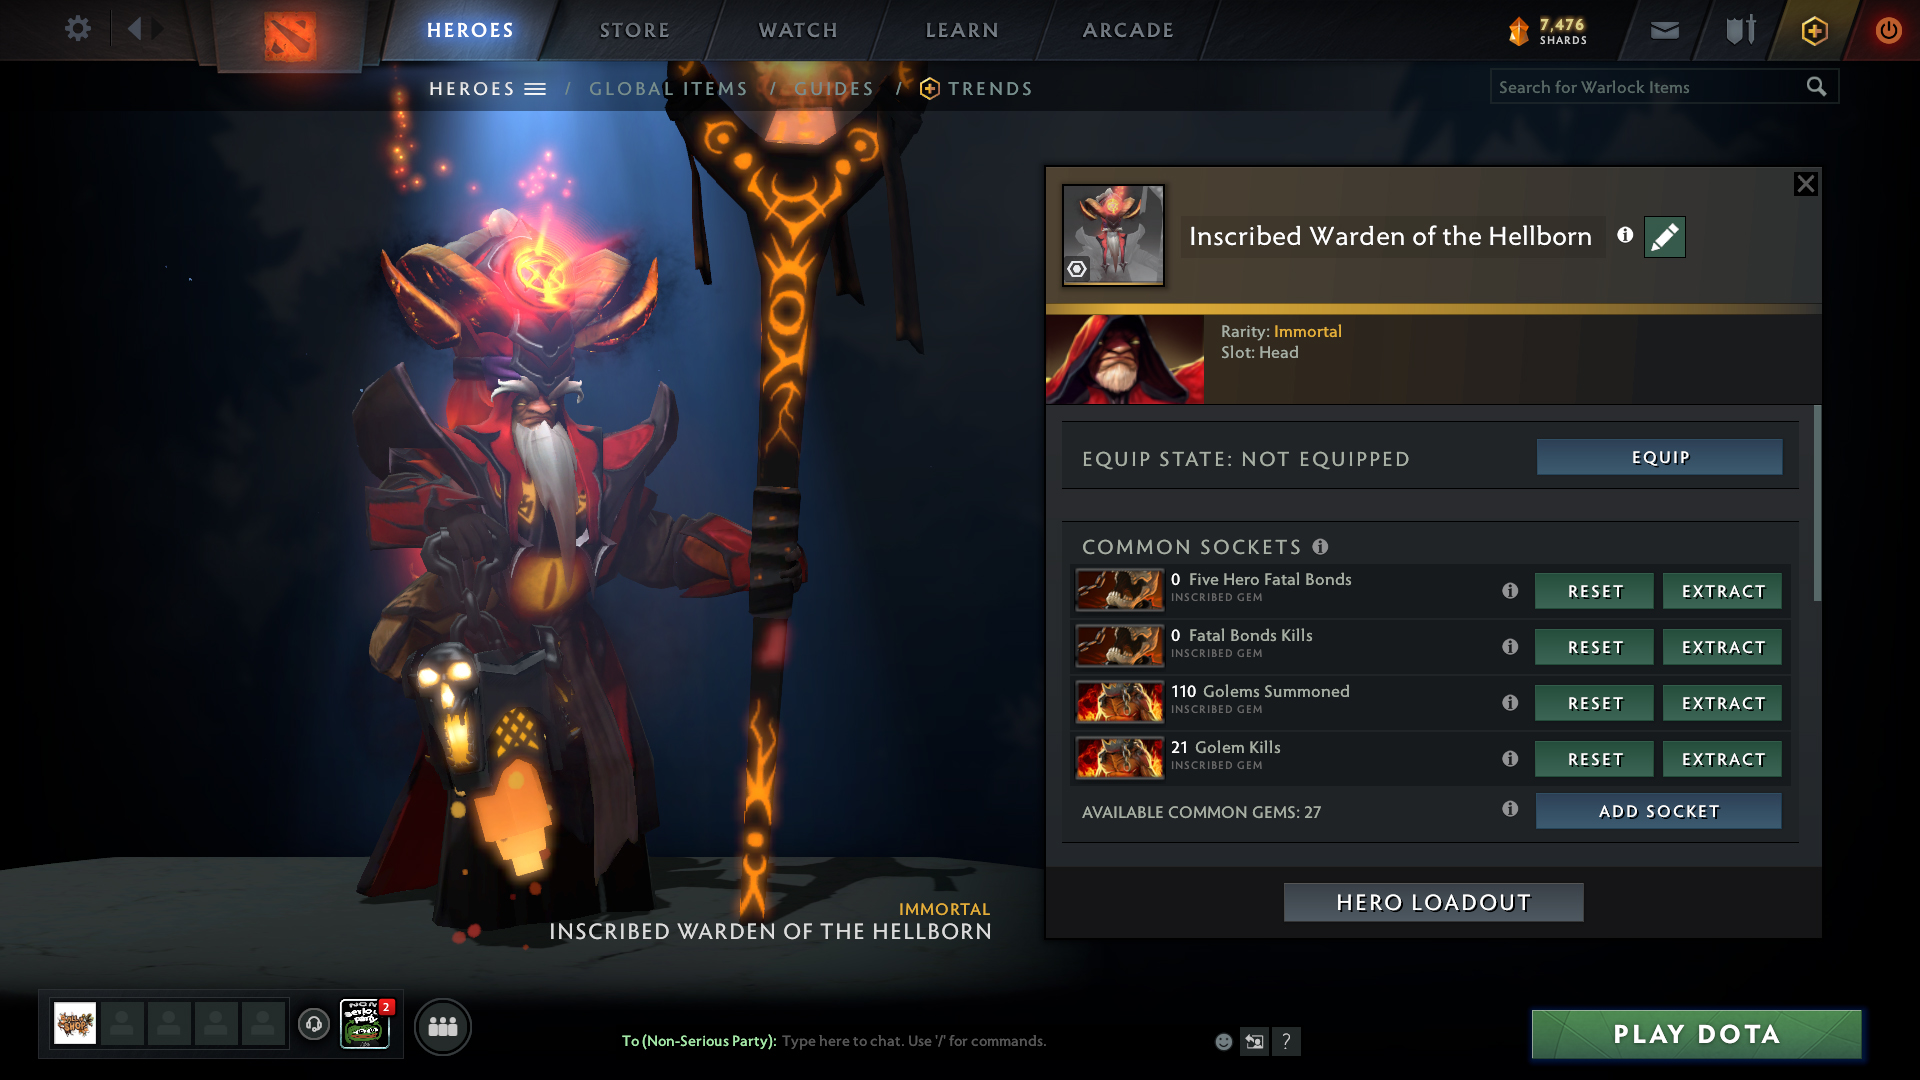 HEROES
STORE
WATCH
LEARN
ARCADE
7,476
SHARDS
HEROES / GLOBAL ITEMS / GUIDES / TRENDS
Search for Warlock Items
Inscribed Warden of the Hellborn
Rarity: Immortal
Slot: Head
EQUIP STATE: NOT EQUIPPED
EQUIP
COMMON SOCKETS
0 Five Hero Fatal Bonds
INSCRIBED GEM
RESET
EXTRACT
0 Fatal Bonds Kills
INSCRIBED GEM
RESET
EXTRACT
110 Golems Summoned
INSCRIBED GEM
RESET
EXTRACT
21 Golem Kills
INSCRIBED GEM
RESET
EXTRACT
AVAILABLE COMMON GEMS: 27
ADD SOCKET
HERO LOADOUT
IMMORTAL
INSCRIBED WARDEN OF THE HELLBORN
2
To (Non-Serious Party): Type here to chat. Use '/' for commands.
?
PLAY DOTA